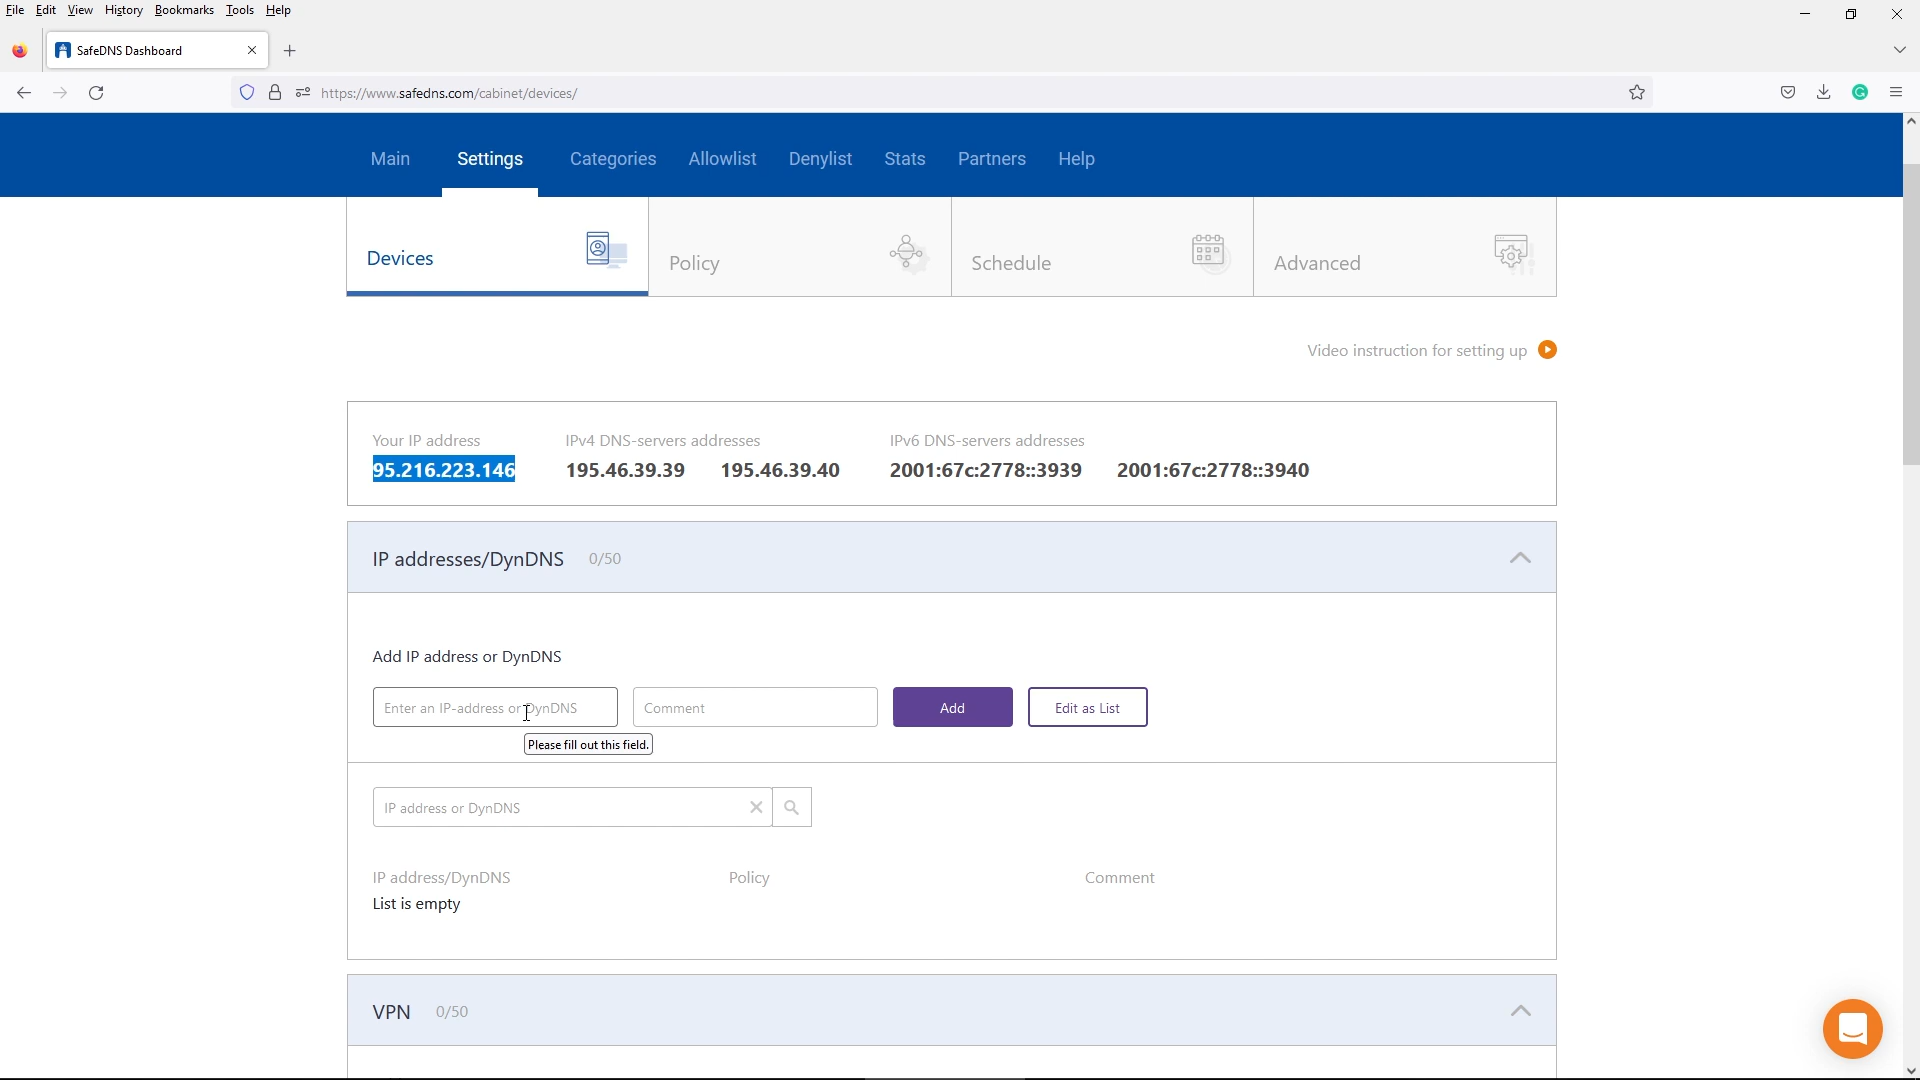 File Edit View History Bookmarks Tools Help
SafeDNS Dashboard
https://www.safedns.com/cabinet/devices/
Main Settings Categories Allowlist Denylist Stats Partners Help
Devices Policy Schedule Advanced
Video instruction for setting up
Your IP address IPv4 DNS-servers addresses IPv6 DNS-servers addresses
95.216.223.146 195.46.39.39 195.46.39.40 2001:67c:2778::3939 2001:67c:2778::3940
IP addresses/DynDNS 0/50
Add IP address or DynDNS
Enter an IP-address or DynDNS Comment Add Edit as List
Please fill out this field.
IP address or DynDNS
IP address/DynDNS Policy Comment
List is empty
VPN 0/50